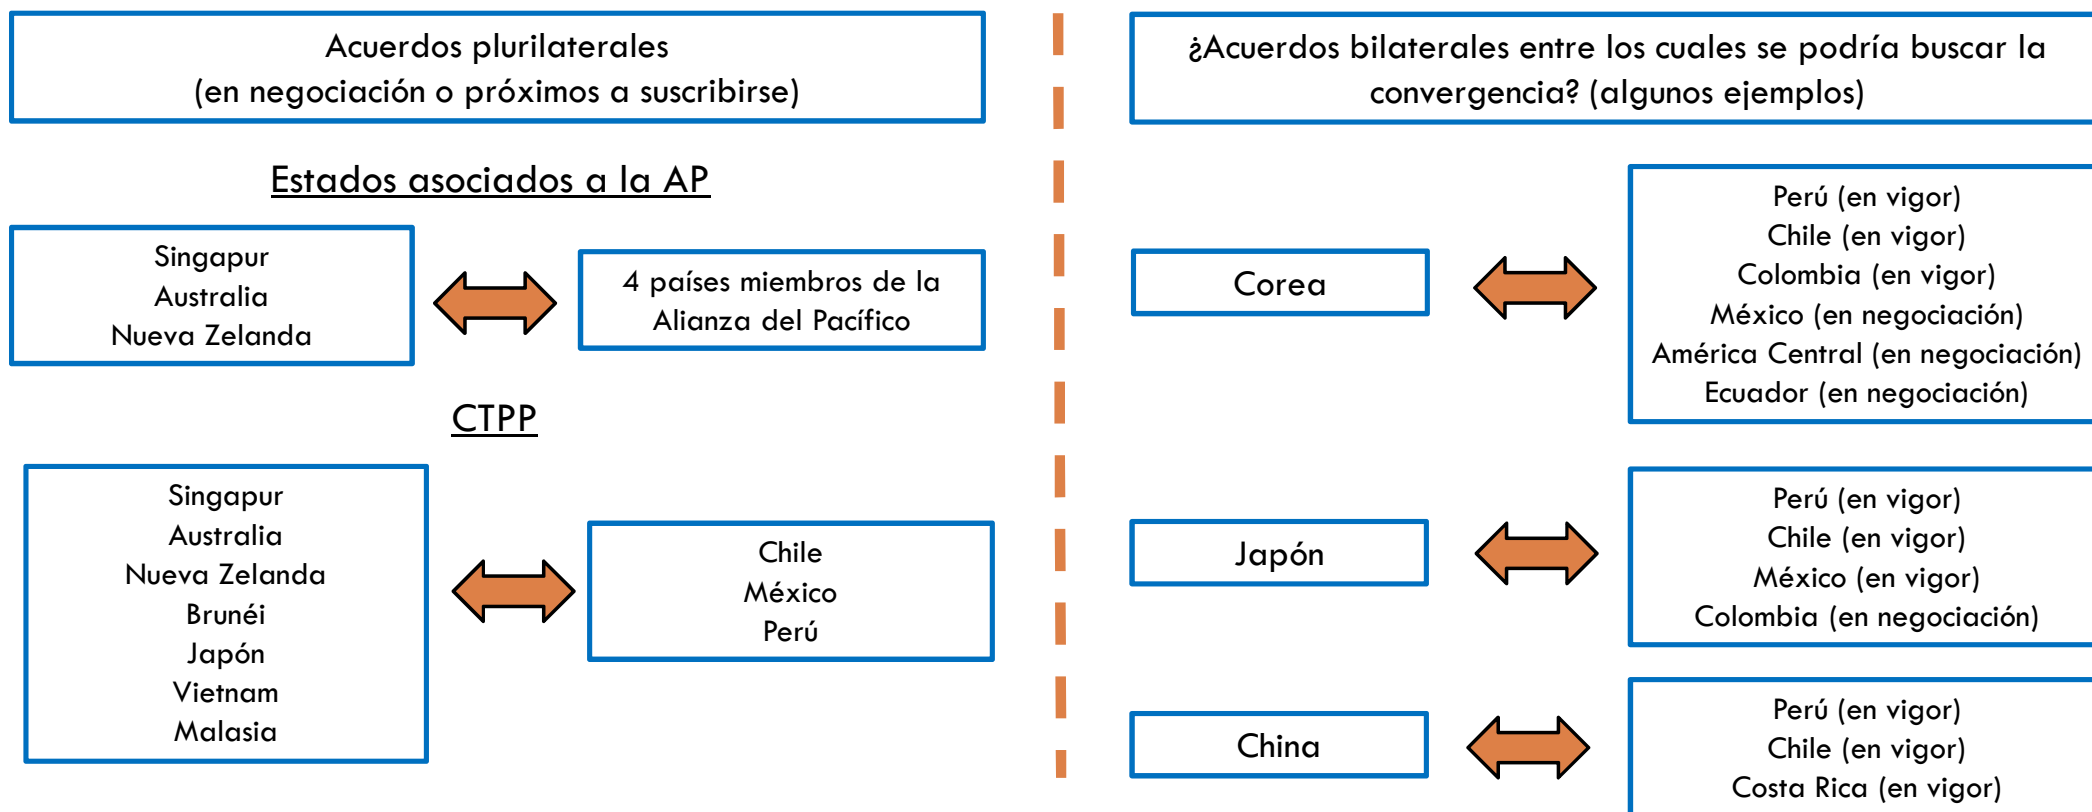 Acuerdos plurilaterales
(en negociación o próximos a suscribirse)
Estados asociados a la AP
Singapur
Australia
Nueva Zelanda
4 países miembros de la
Alianza del Pacífico
CTPP
Singapur
Australia
Nueva Zelanda
Brunéi
Japón
Vietnam
Malasia
Chile
México
Perú
¿Acuerdos bilaterales entre los cuales se podría buscar la
convergencia? (algunos ejemplos)
Corea
Perú (en vigor)
Chile (en vigor)
Colombia (en vigor)
México (en negociación)
América Central (en negociación)
Ecuador (en negociación)
Japón
Perú (en vigor)
Chile (en vigor)
México (en vigor)
Colombia (en negociación)
China
Perú (en vigor)
Chile (en vigor)
Costa Rica (en vigor)